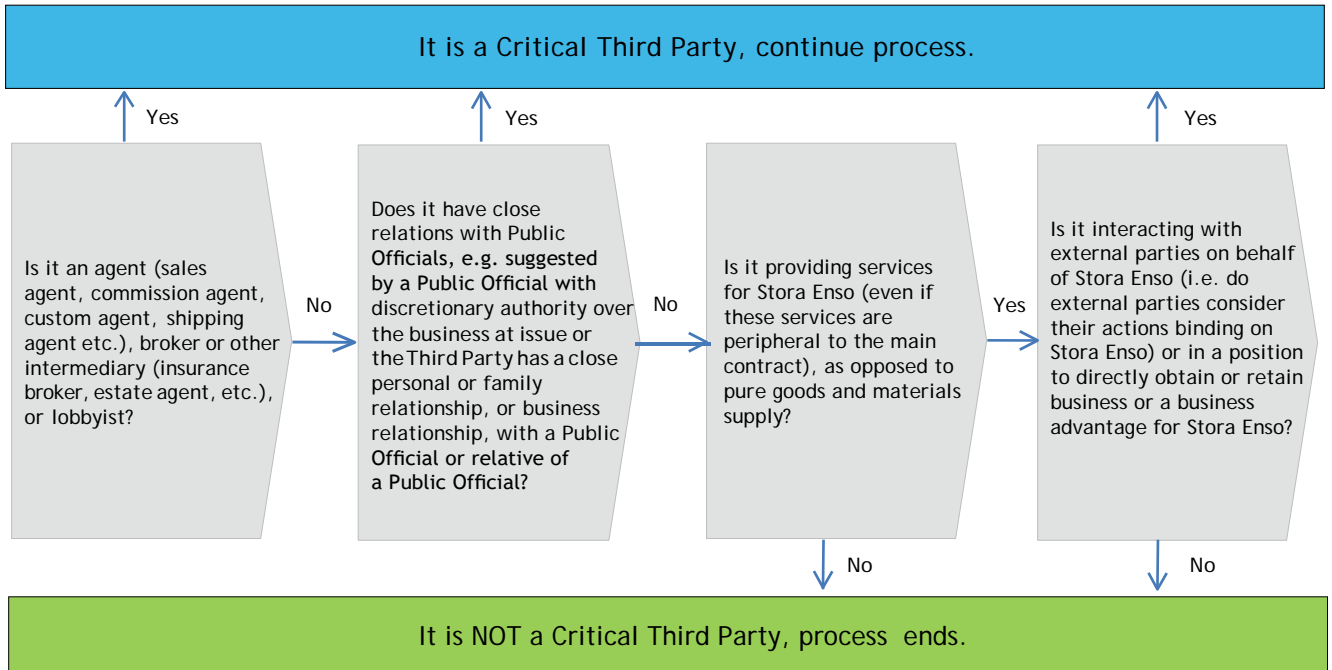 It is a Critical Third Party, continue process.
Yes
Yes
Yes
Is it an agent (sales
agent, commission agent,
custom agent, shipping
agent etc.), broker or other
intermediary (insurance
broker, estate agent, etc.),
or lobbyist?
No
Does it have close
relations with Public
Officials, e.g. suggested
by a Public Official with
discretionary authority over
the business at issue or
the Third Party has a close
personal or family
relationship, or business
relationship, with a Public
Official or relative of
a Public Official?
No
Is it providing services
for Stora Enso (even if
these services are
peripheral to the main
contract), as opposed to
pure goods and materials
supply?
Yes
Is it interacting with
external parties on behalf
of Stora Enso (i.e. do
external parties consider
their actions binding on
Stora Enso) or in a position
to directly obtain or retain
business or a business
advantage for Stora Enso?
No
No
It is NOT a Critical Third Party, process ends.